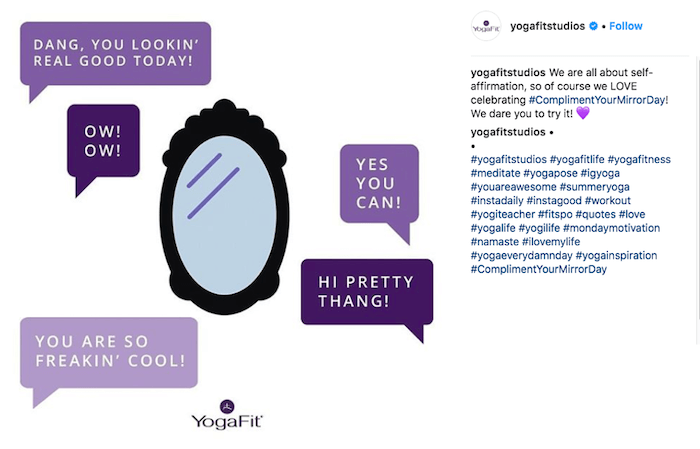 DANG, YOU LOOKIN'
REAL GOOD TODAY!
OW!
OW!
YES
YOU
CAN!
HI PRETTY
THANG!
YOU ARE SO
FREAKIN' COOL!
YogaFit
YogaFit
yogafitstudios • Follow
yogafitstudios We are all about self-
affirmation, so of course we LOVE
celebrating #ComplimentYourMirrorDay!
We dare you to try it! 💜
yogafitstudios •
•
#yogafitstudios #yogafitlife #yogafitness
#meditate #yogapose #igyoga
#youareawesome #summeryoga
#instadaily #instagood #workout
#yogiteacher #fitspo #quotes #love
#yogalife #yogilife #mondaymotivation
#namaste #ilovemylife
#yogaeverydamnday #yogainspiration
#ComplimentYourMirrorDay